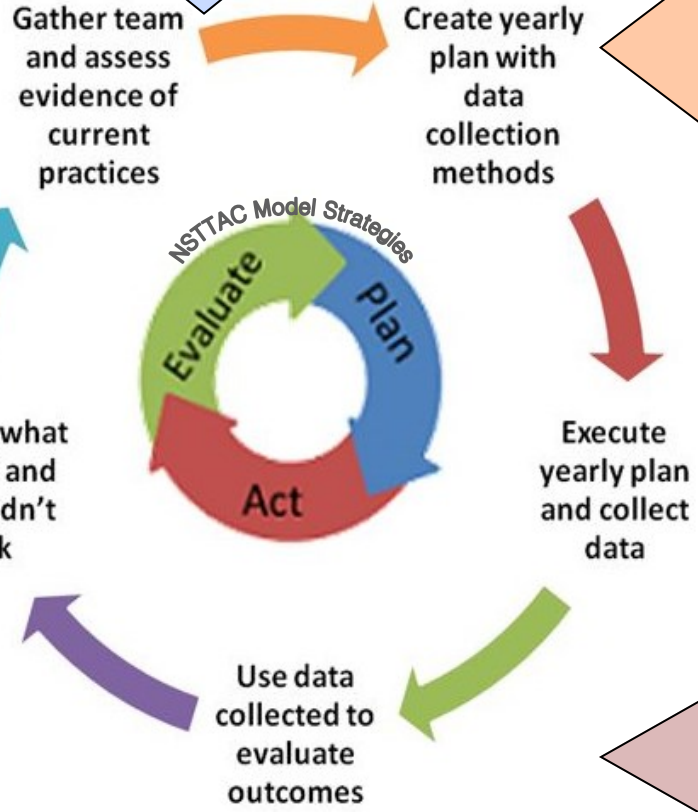 Gather team
and assess
evidence of
current
practices
Create yearly
plan with
data
collection
methods
NSTTAC Model Strategies
Evaluate
Plan
Act
Execute
yearly plan
and collect
data
Use data
collected to
evaluate
outcomes
what
and
dn't
k